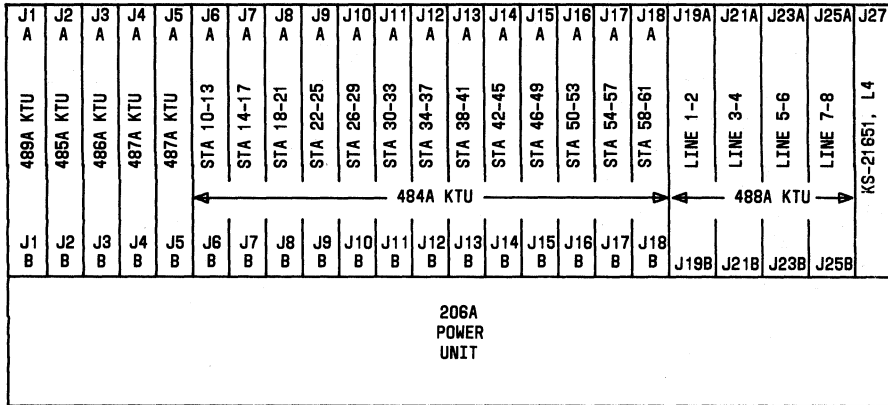 J1 J2 J3 J4 J5 J6 J7 J8 J9 J10 J11 J12 J13 J14 J15 J16 J17 J18 J19A J21A J23A J25A J27
A A A A A A A A A A A A A A A A A A
489A KTU
485A KTU
486A KTU
487A KTU
487A KTU
STA 10-13
STA 14-17
STA 18-21
STA 22-25
STA 26-29
STA 30-33
STA 34-37
STA 38-41
STA 42-45
STA 46-49
STA 50-53
STA 54-57
STA 58-61
LINE 1-2
LINE 3-4
LINE 5-6
LINE 7-8
KS-21651, L4
484A KTU
488A KTU
J1 J2 J3 J4 J5 J6 J7 J8 J9 J10 J11 J12 J13 J14 J15 J16 J17 J18
B B B B B B B B B B B B B B B B B B J19B J21B J23B J25B
206A
POWER
UNIT